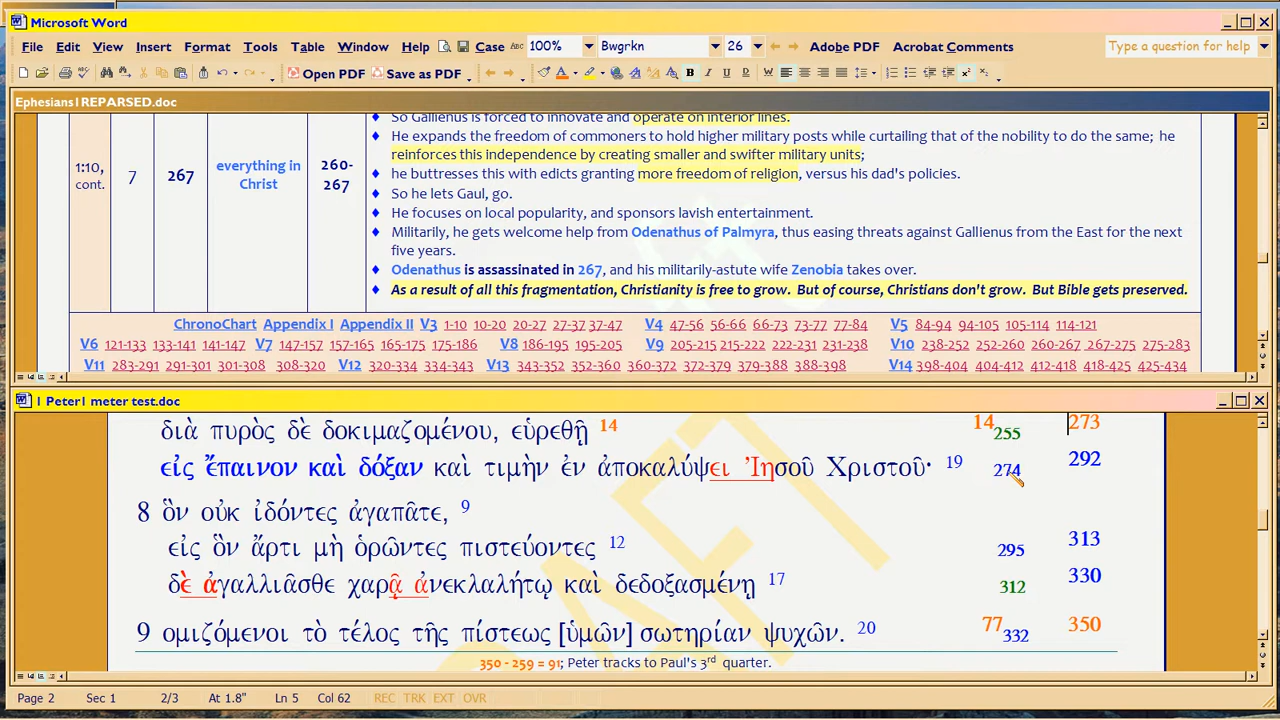 Microsoft Word
File Edit View Insert Format Tools Table Window Help Case ABC 100% Bwgrkn 26 Adobe PDF Acrobat Comments Type a question for help
Open PDF Save as PDF A B I U W x² x₂
Ephesians1REPARSED.doc
So Gallienus is forced to innovate and operate on interior lines.
He expands the freedom of commoners to hold higher military posts while curtailing that of the nobility to do the same; he
reinforces this independence by creating smaller and swifter military units;
1:10, cont. 7 267 everything in Christ 260-267
he buttresses this with edicts granting more freedom of religion, versus his dad's policies.
So he lets Gaul, go.
He focuses on local popularity, and sponsors lavish entertainment.
Militarily, he gets welcome help from Odenathus of Palmyra, thus easing threats against Gallienus from the East for the next
five years.
Odenathus is assassinated in 267, and his militarily-astute wife Zenobia takes over.
As a result of all this fragmentation, Christianity is free to grow. But of course, Christians don't grow. But Bible gets preserved.
ChronoChart Appendix I Appendix II V3 1-10 10-20 20-27 27-37 37-47 V4 47-56 56-66 66-73 73-77 77-84 V5 84-94 94-105 105-114 114-121
V6 121-133 133-141 141-147 V7 147-157 157-165 165-175 175-186 V8 186-195 195-205 V9 205-215 215-222 222-231 231-238 V10 238-252 252-260 260-267 267-275 275-283
V11 283-291 291-301 301-308 308-320 V12 320-334 334-343 V13 343-352 352-360 360-372 372-379 379-388 388-398 V14 398-404 404-412 412-418 418-425 425-434
1 Peter1 meter test.doc
διὰ πυρὸς δὲ δοκιμαζομένου, εὑρεθῇ 14 14 255 273
εἰς ἔπαινον καὶ δόξαν καὶ τιμὴν ἐν ἀποκαλύψει Ἰησοῦ Χριστοῦ· 19 274 292
8 ὃν οὐκ ἰδόντες ἀγαπᾶτε, 9
εἰς ὃν ἄρτι μὴ ὁρῶντες πιστεύοντες 12 295 313
δὲ ἀγαλλιᾶσθε χαρᾷ ἀνεκλαλήτῳ καὶ δεδοξασμένῃ 17 312 330
9 ομιζόμενοι τὸ τέλος τῆς πίστεως [ὑμῶν] σωτηρίαν ψυχῶν. 20 77 332 350
350 - 259 = 91; Peter tracks to Paul's 3rd quarter.
Page 2 Sec 1 2/3 At 1.8" Ln 5 Col 62 REC TRK EXT OVR